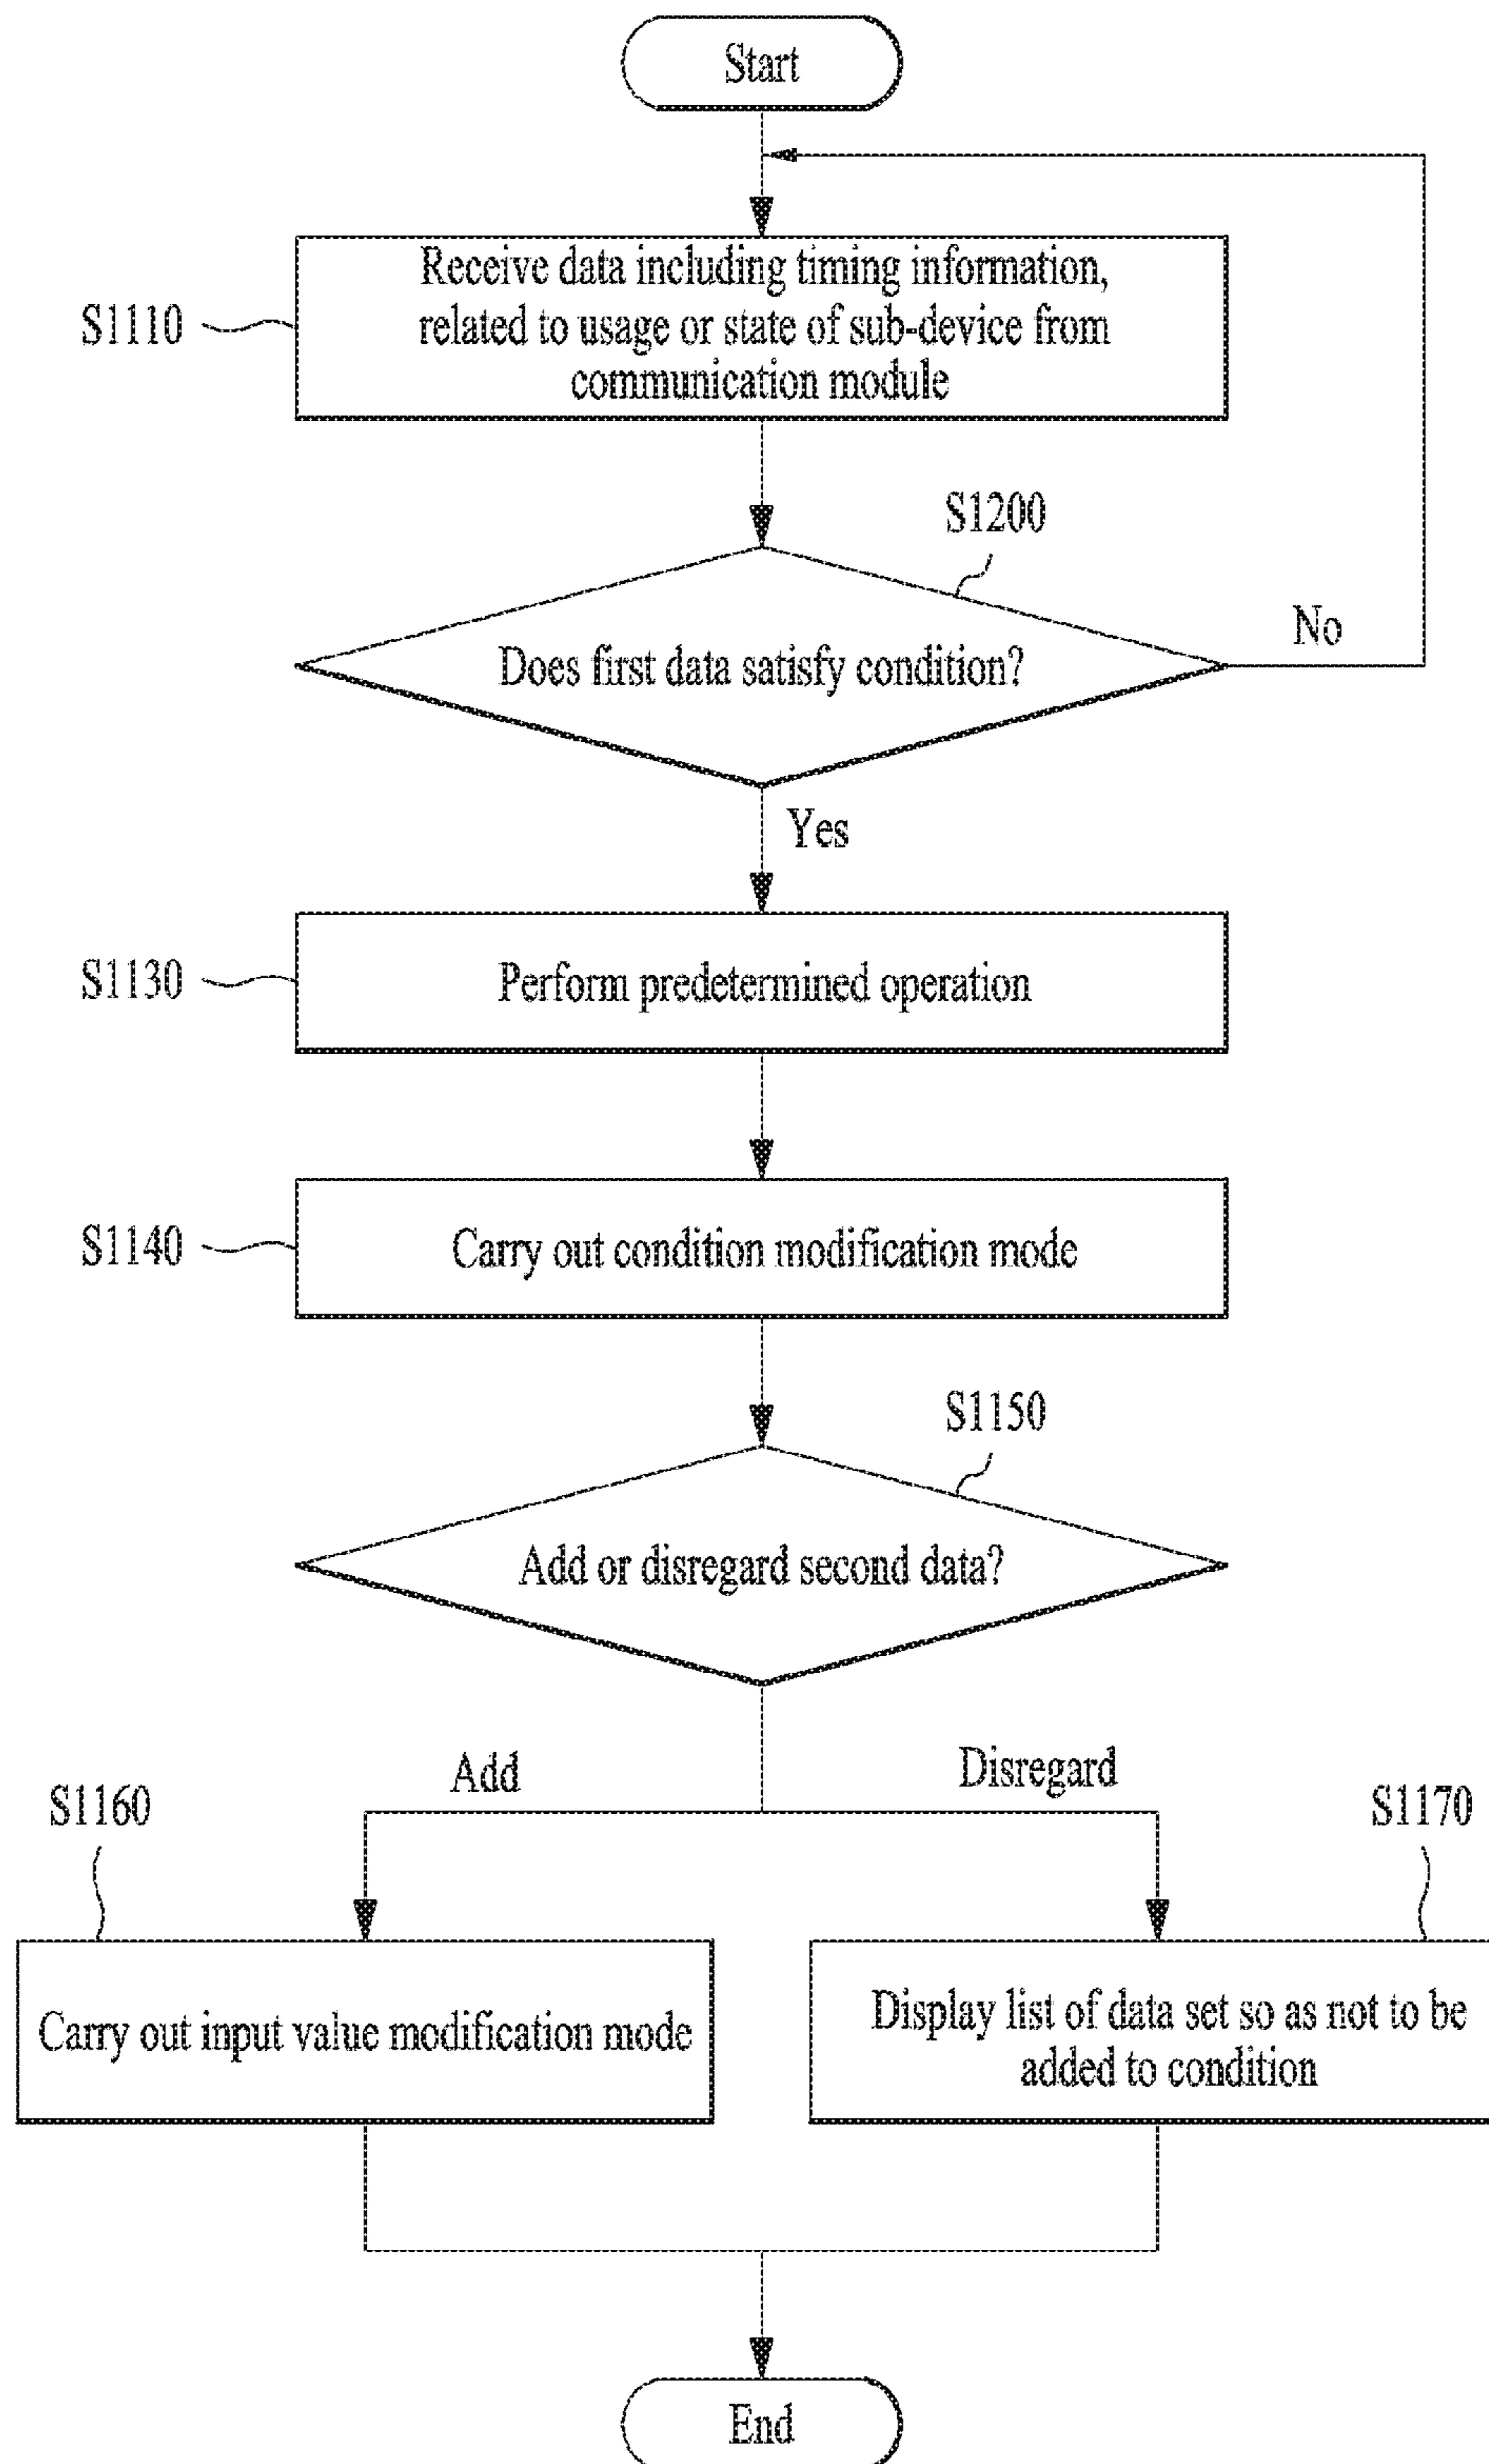 Start
Receive data including timing information,
related to usage or state of sub-device from
communication module
S1110
S1200
Does first data satisfy condition?
No
Yes
S1130
Perform predetermined operation
S1140
Carry out condition modification mode
S1150
Add or disregard second data?
Add
Disregard
S1160
S1170
Carry out input value modification mode
Display list of data set so as not to be
added to condition
End